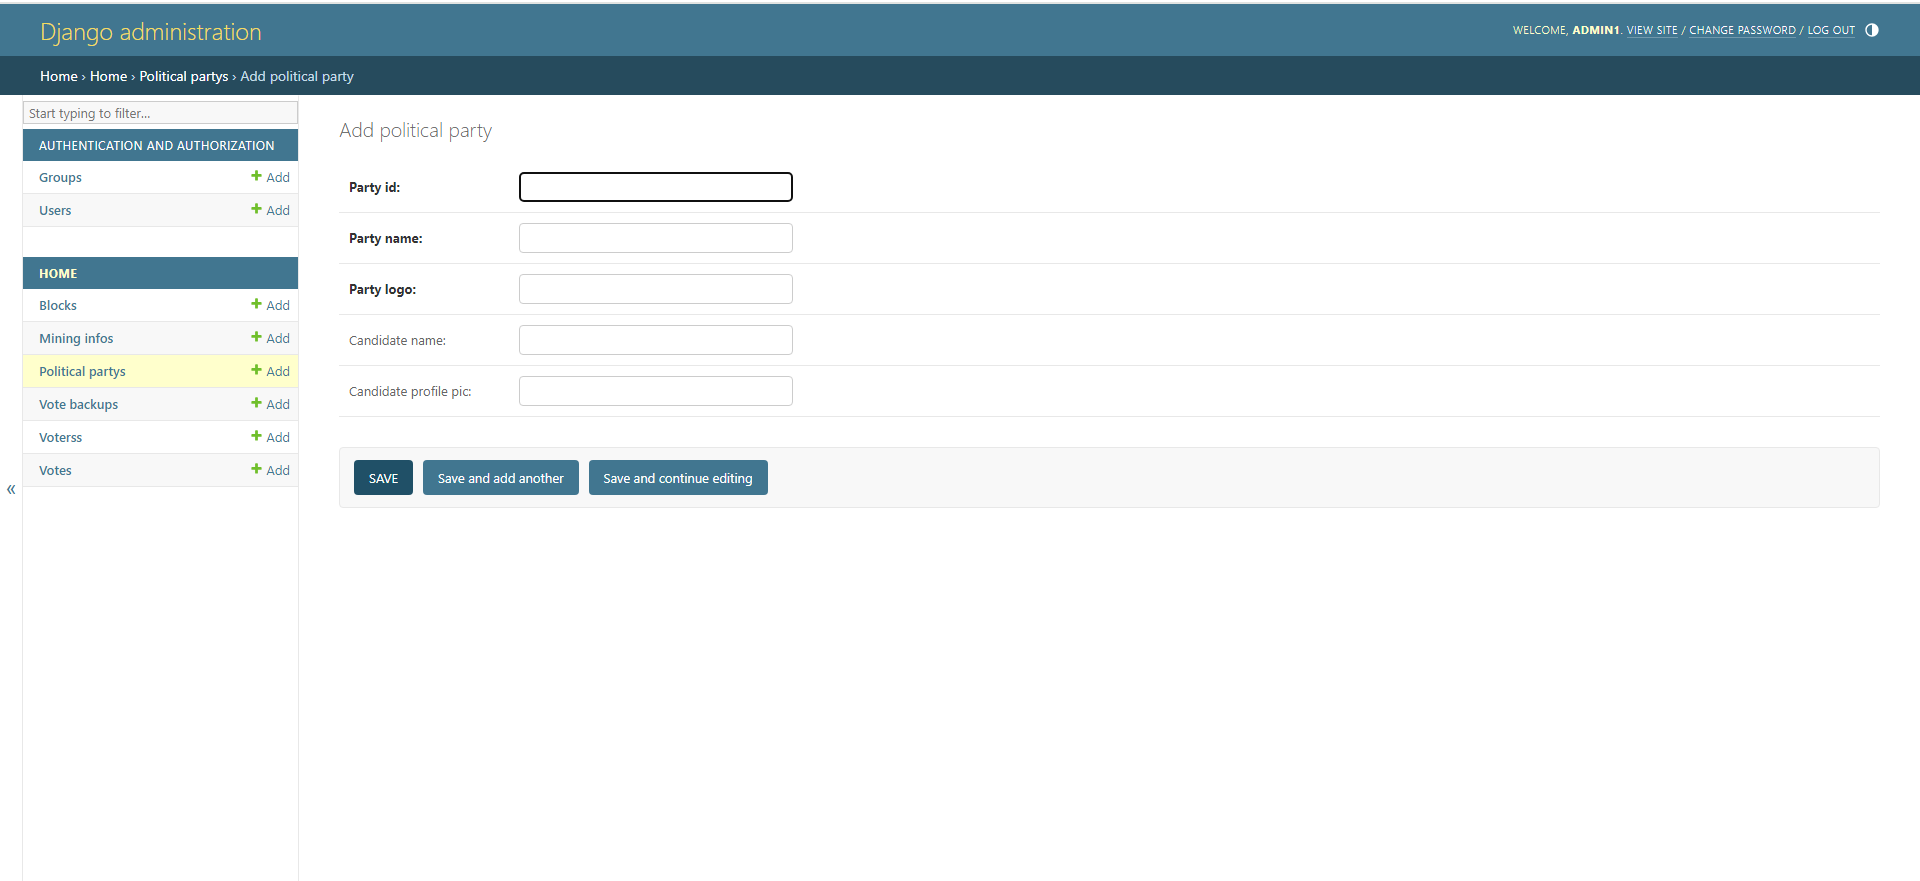 Django administration
WELCOME, ADMIN1. VIEW SITE / CHANGE PASSWORD / LOG OUT
Home › Home › Political partys › Add political party
Start typing to filter...
AUTHENTICATION AND AUTHORIZATION
Groups Add
Users Add
HOME
Blocks Add
Mining infos Add
Political partys Add
Vote backups Add
Voterss Add
Votes Add
«
Add political party
Party id:
Party name:
Party logo:
Candidate name:
Candidate profile pic:
SAVE Save and add another Save and continue editing